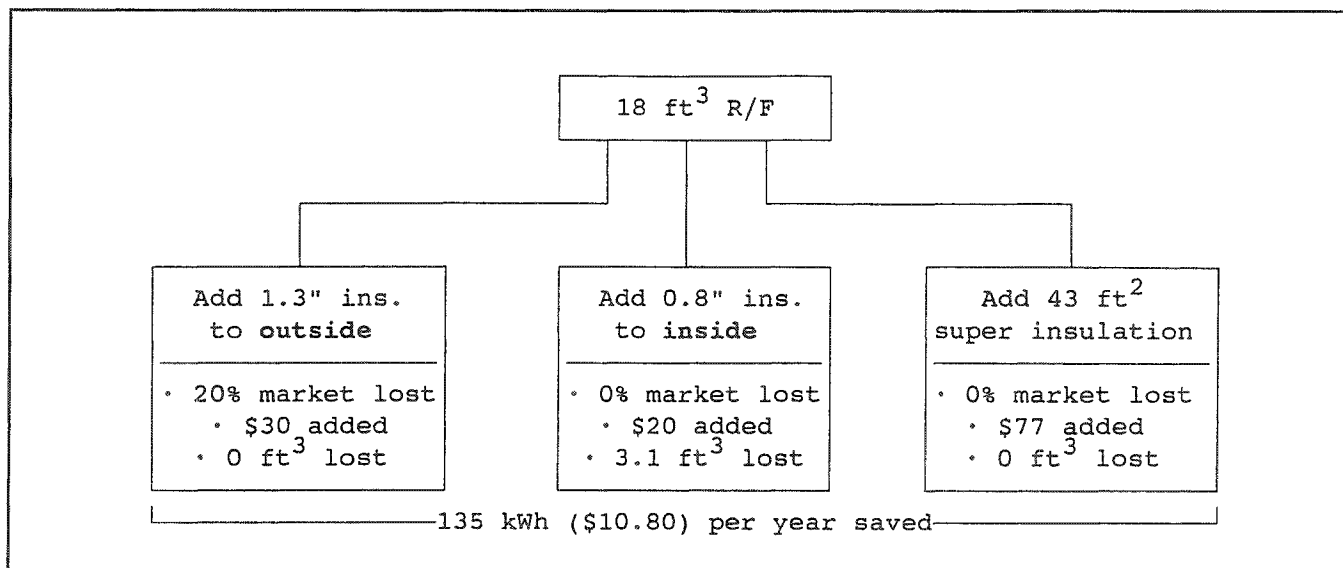 18 ft³ R/F
Add 1.3" ins.
to outside
• 20% market lost
• $30 added
• 0 ft³ lost
Add 0.8" ins.
to inside
• 0% market lost
• $20 added
• 3.1 ft³ lost
Add 43 ft²
super insulation
• 0% market lost
• $77 added
• 0 ft³ lost
135 kWh ($10.80) per year saved